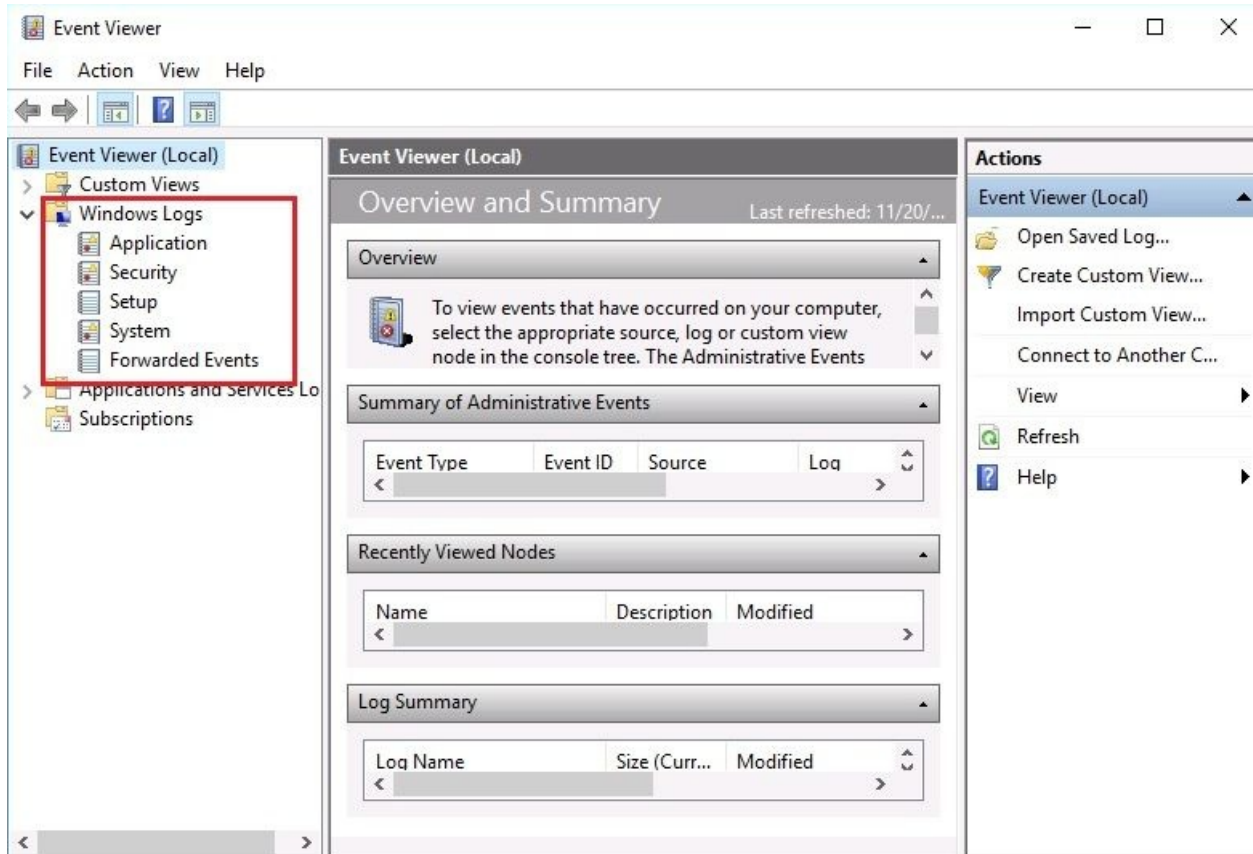 Event Viewer
File Action View Help
Event Viewer (Local)
Custom Views
Windows Logs
Application
Security
Setup
System
Forwarded Events
Applications and Services Lo
Subscriptions
Event Viewer (Local)
Overview and Summary
Last refreshed: 11/20/...
Overview
To view events that have occurred on your computer,
select the appropriate source, log or custom view
node in the console tree. The Administrative Events
Summary of Administrative Events
Event Type Event ID Source Log
Recently Viewed Nodes
Name Description Modified
Log Summary
Log Name Size (Curr... Modified
Actions
Event Viewer (Local)
Open Saved Log...
Create Custom View...
Import Custom View...
Connect to Another C...
View
Refresh
Help